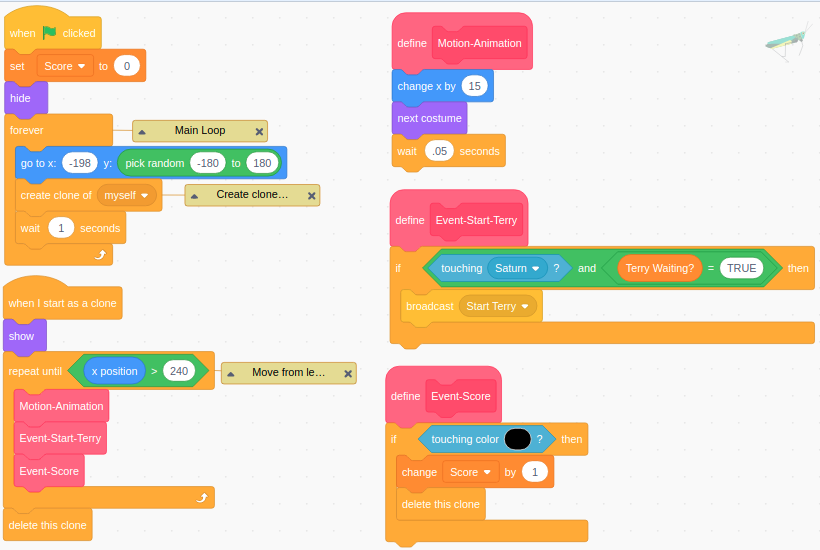 when clicked
set Score to 0
hide
forever
Main Loop
go to x: -198 y: pick random -180 to 180
create clone of myself
Create clone...
wait 1 seconds
when I start as a clone
show
repeat until x position > 240
Move from le...
Motion-Animation
Event-Start-Terry
Event-Score
delete this clone
define Motion-Animation
change x by 15
next costume
wait .05 seconds
define Event-Start-Terry
if touching Saturn ? and Terry Waiting? = TRUE then
broadcast Start Terry
define Event-Score
if touching color ? then
change Score by 1
delete this clone